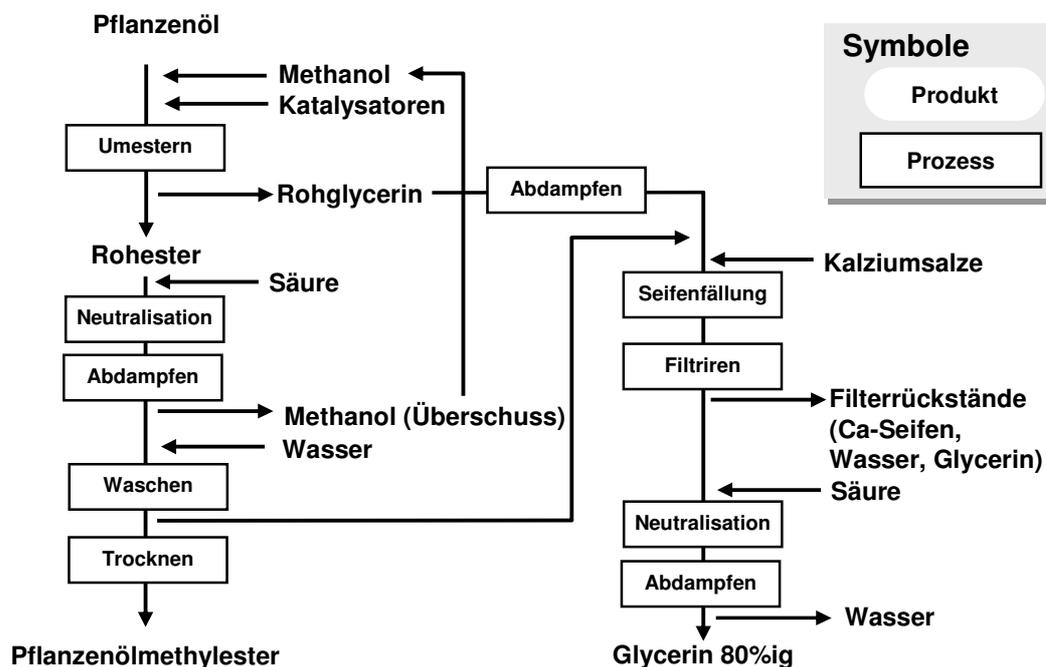 Pflanzenöl
Methanol
Katalysatoren
Umestern
Rohglycerin
Rohester
Säure
Neutralisation
Abdampfen
Methanol (Überschuss)
Wasser
Waschen
Trocknen
Pflanzenölmethylester
Abdampfen
Kalziumsalze
Seifenfällung
Filtriren
Filterrückstände
(Ca-Seifen,
Wasser, Glycerin)
Säure
Neutralisation
Abdampfen
Wasser
Glycerin 80%ig
Symbole
Produkt
Prozess